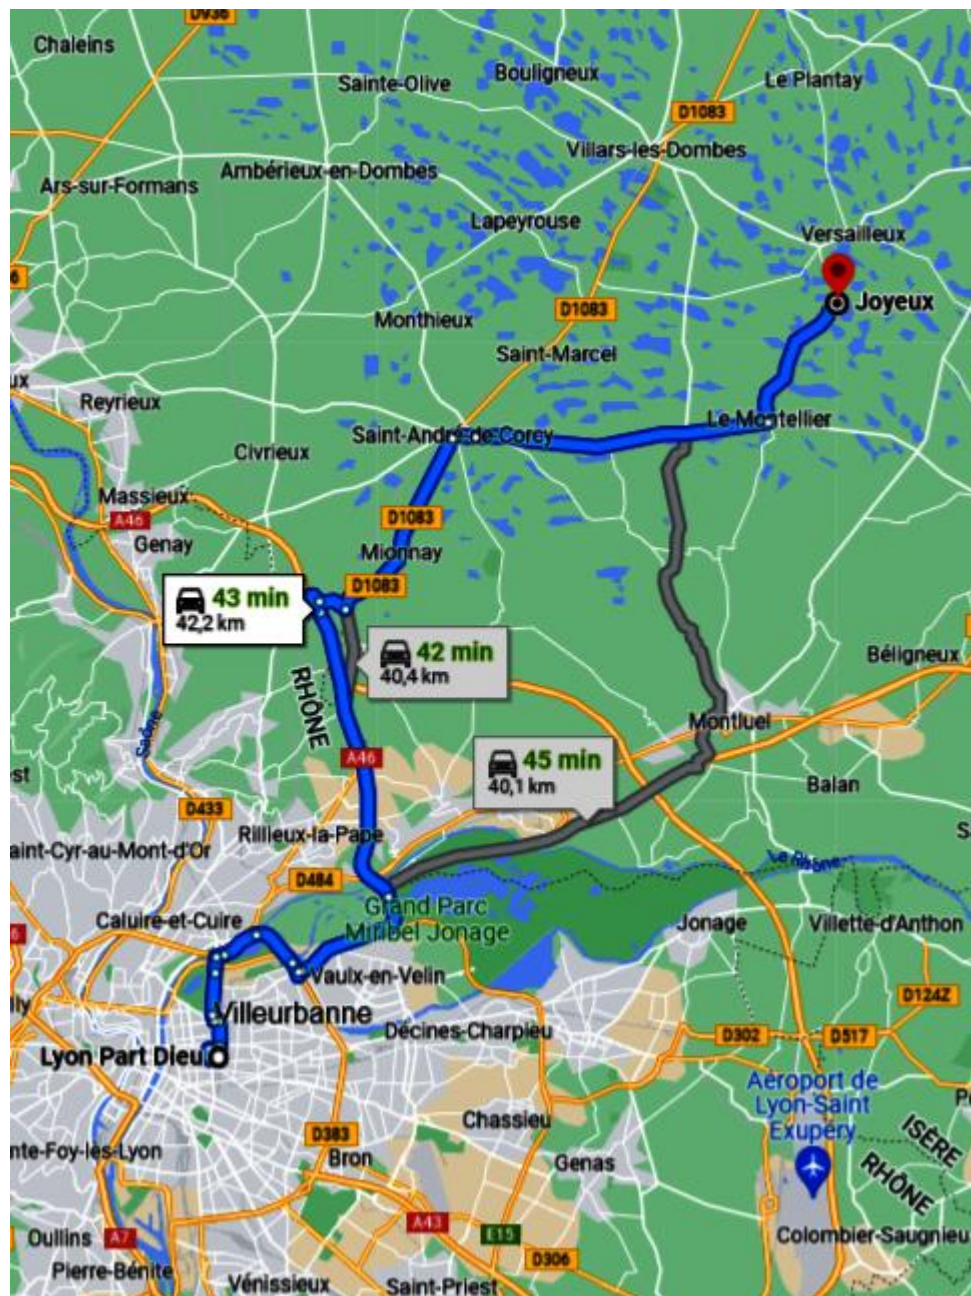 D936
Chaleins
Bouligneux
Sainte-Olive
Le Plantay
D1083
Villars-les-Dombes
Ambérieux-en-Dombes
Ars-sur-Formans
Lapeyrouse
Versailleux
Joyeux
D1083
Monthieux
Saint-Marcel
Reyrieux
Le Montellier
Saint-André-de-Corcy
Civrieux
Massieux
A46
D1083
Genay
Mionnay
D1083
43 min
42,2 km
42 min
40,4 km
Béligneux
RHÔNE
Saône
Montluel
A46
45 min
40,1 km
Balan
D433
Rillieux-la-Pape
aint-Cyr-au-Mont-d'Or
Le Rhône
D484
Grand Parc
Miribel Jonage
Caluire-et-Cuire
Jonage
Villette-d'Anthon
Vaulx-en-Velin
D124Z
Villeurbanne
Décines-Charpieu
D302
D517
Lyon Part Dieu
Aéroport de
Lyon-Saint
Exupéry
Chassieu
ISÈRE
D383
nte-Foy-lès-Lyon
Bron
Genas
RHÔNE
A43
E15
Oullins
A7
Colombier-Saugnieu
D306
Pierre-Bénite
Vénissieux
Saint-Priest